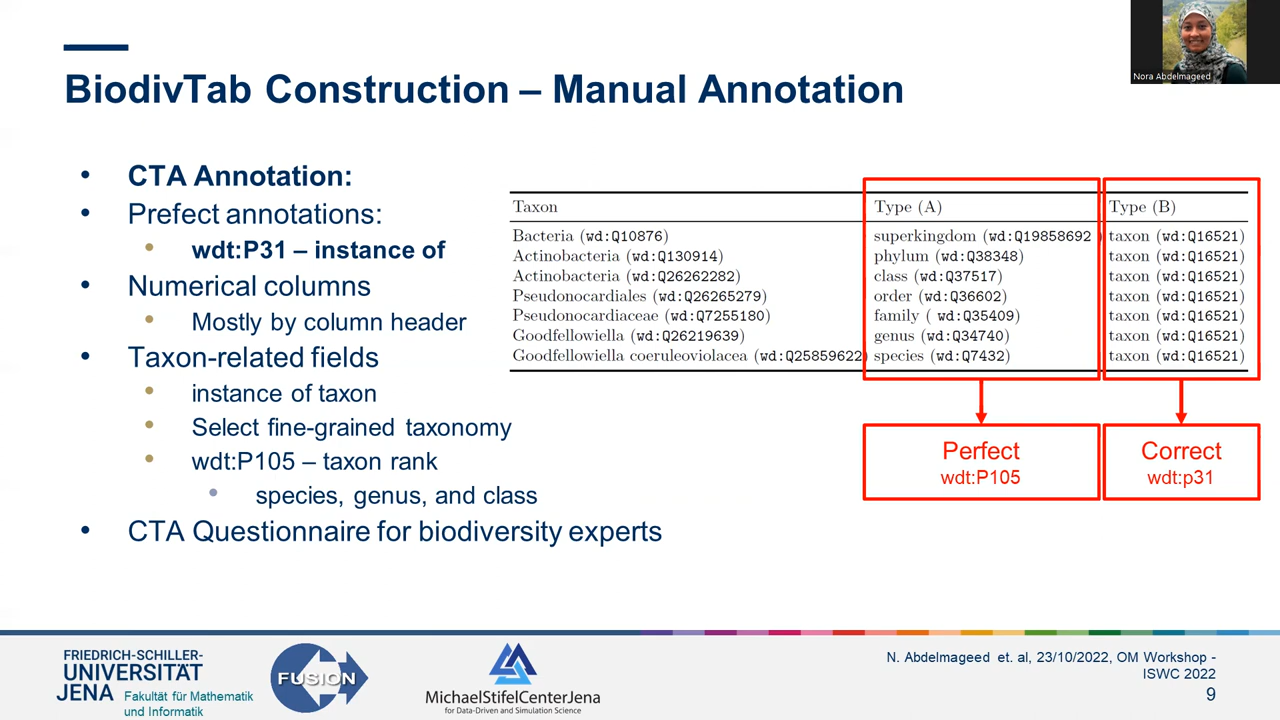 Nora Abdelmageed
BiodivTab Construction – Manual Annotation
• CTA Annotation:
• Prefect annotations:
• wdt:P31 – instance of
• Numerical columns
• Mostly by column header
• Taxon-related fields
• instance of taxon
• Select fine-grained taxonomy
• wdt:P105 – taxon rank
• species, genus, and class
• CTA Questionnaire for biodiversity experts
Taxon Type (A) Type (B)
Bacteria (wd:Q10876) superkingdom (wd:Q19858692 ) taxon (wd:Q16521)
Actinobacteria (wd:Q130914) phylum (wd:Q38348) taxon (wd:Q16521)
Actinobacteria (wd:Q26262282) class (wd:Q37517) taxon (wd:Q16521)
Pseudonocardiales (wd:Q26265279) order (wd:Q36602) taxon (wd:Q16521)
Pseudonocardiaceae (wd:Q7255180) family ( wd:Q35409) taxon (wd:Q16521)
Goodfellowiella (wd:Q26219639) genus (wd:Q34740) taxon (wd:Q16521)
Goodfellowiella coeruleoviolacea (wd:Q25859622) species (wd:Q7432) taxon (wd:Q16521)
Perfect
wdt:P105
Correct
wdt:p31
FRIEDRICH-SCHILLER-
UNIVERSITÄT
JENA
Fakultät für Mathematik
und Informatik
FUSION
MichaelStifelCenterJena
for Data-Driven and Simulation Science
N. Abdelmageed et. al, 23/10/2022, OM Workshop -
ISWC 2022
9